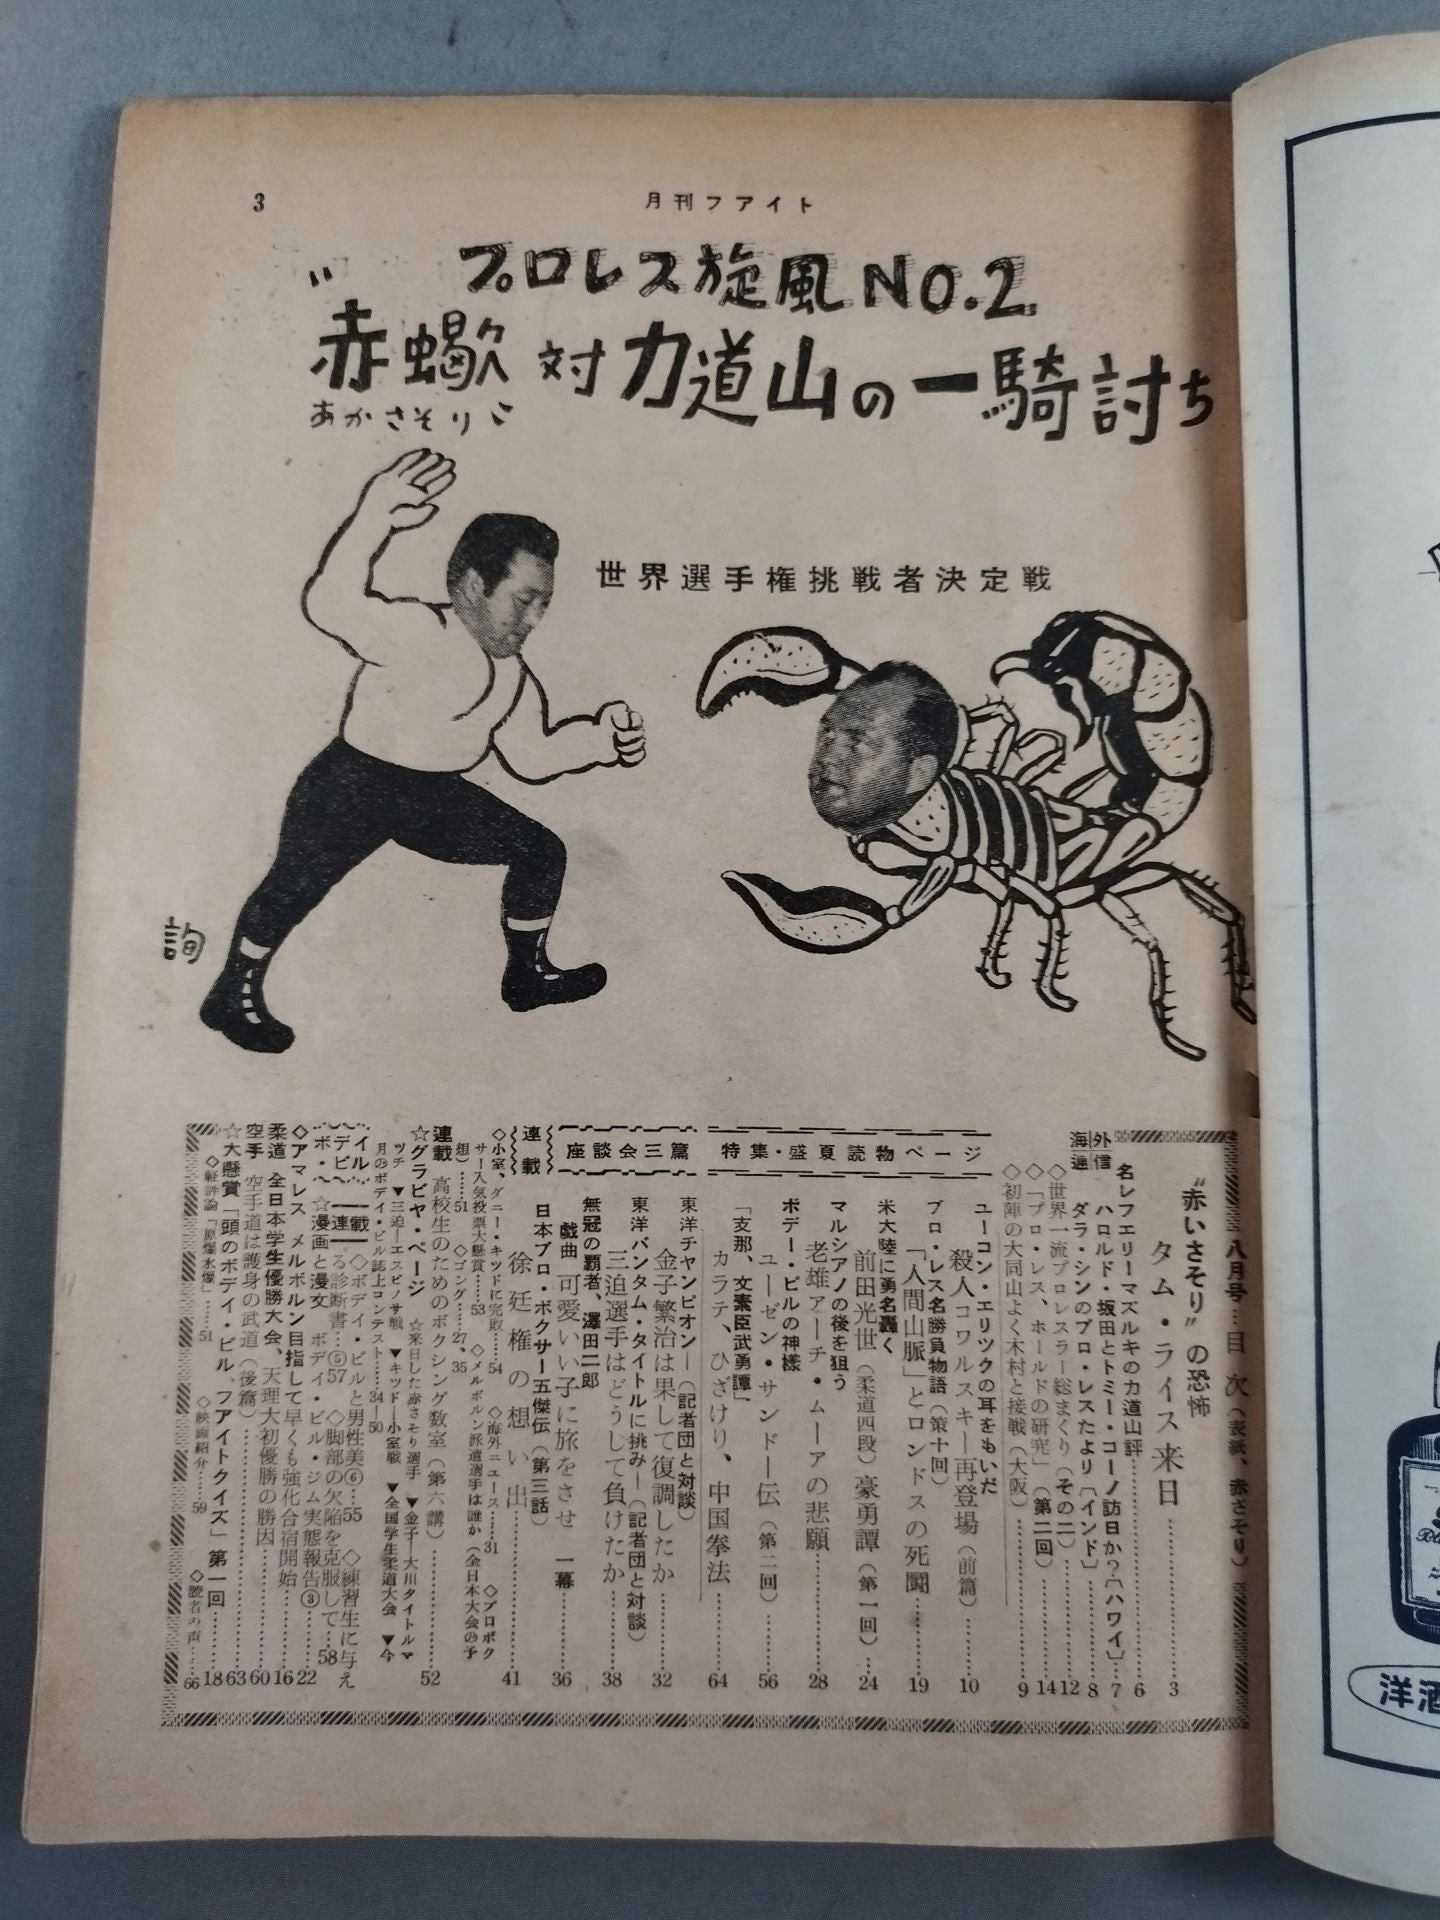 3
月刊フアイト
プロレス旋風NO.2
"赤蠍対力道山の一騎討ち
あかさそり
世界選手権挑戦者決定戦
詢
八月号…目次(表紙、赤さそり)
"赤いさそり"の恐怖
タム・ライス来日…………3
海外通信
名レフエリーマズルキの力道山評…………6
ハロルド・坂田とトミー・コーノ訪日か?〔ハワイ〕…7
ダラ・シンのプロ・レスたより〔インド〕……8
◇世界一流プロレスラー総まくり(その二)……12
◇「プロ・レス、ホールドの研究」(第二回)……14
◇初陣の大同山よく木村と接戦(大阪)…………9
特集・盛夏読物ページ
ユーコン・エリツクの耳をもいだ
殺人コワルスキー再登場(前篇)……10
プロ・レス名勝負物語(第十回)
「人間山脈」とロンドスの死闘……19
米大陸に勇名轟く
前田光世(柔道四段)豪勇譚(第一回)…24
マルシアノの後を狙う
老雄アーチ・ムーアの悲願…………28
ボデー・ビルの神様
ユーゼン・サンドー伝(第二回)……56
「支那、文素臣武勇譚」
カラテ、ひざけり、中国拳法…………64
座談会三篇
東洋チャンピオン―(記者団と対談)
金子繁治は果して復調したか……32
東洋バンタム・タイトルに挑み―(記者団と対談)
三迫選手はどうして負けたか……38
無冠の覇者、澤田二郎
戯曲 可愛いい子に旅をさせ 一幕……36
連載
日本プロ・ボクサー五傑伝(第三話)
徐廷権の想い出…………41
◇小室、ダニー・キッドに完敗……54 ◇海外ニュース……31 ◇プロボク
サー人気投票大懸賞……53 ◇メルボルン派遣選手は誰か(全日本大会の予
想)……51 ◇ゴング……27、35
連載 高校生のためのボクシング教室(第六講)…………52
☆グラビヤ・ページ ☆来日した赤さそり選手 ▼金子―大川タイトルマ
ツチ ▼三迫―エスピノサ戦 ▼キッド―小室戦 ▼全国学生柔道大会 ▼今
月のボデイ・ビル誌上コンテスト……34―50
ボ・デビイル
連載
◇ボデイ・ビルと男性美⑥…55 ◇練習生に与え
る診断書…⑤57 ◇脚部の欠陥を克服して…58
☆漫画と漫文 ボデイ・ビル・ジム実態報告③……22
◇アマレス メルボルン目指して早くも強化合宿開始……16
柔道 全日本学生優勝大会、天理大初優勝の勝因…………60
空手 空手道は護身の武道(後篇)…………63
☆大懸賞「頭のボデイ・ビル、フアイトクイズ」第一回……18
◇軽評論「原爆水爆」……51 ◇映画紹介……59 ◇読者の声……66
洋酒